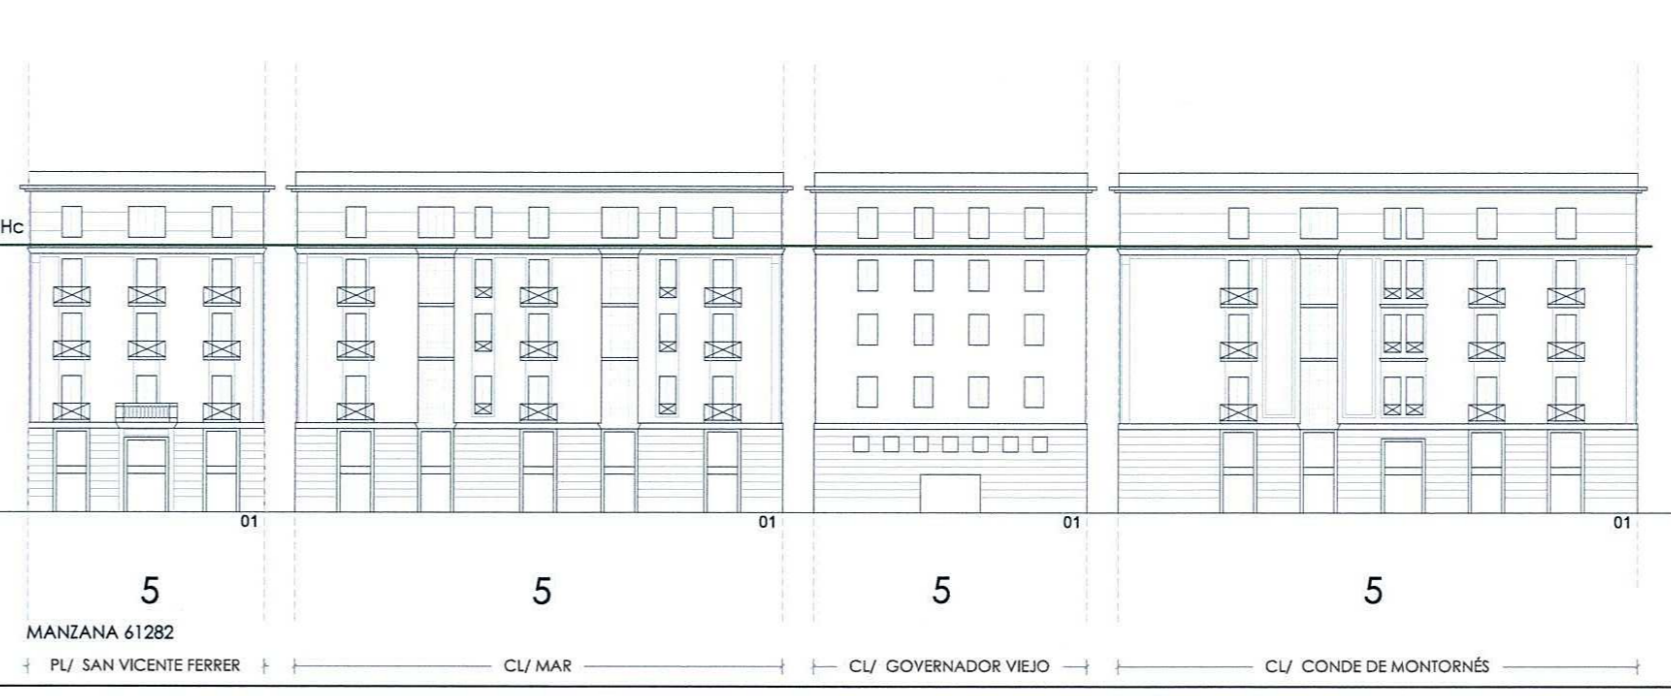 Hc
01 01 01 01
5 5 5 5
MANZANA 61282
PL/ SAN VICENTE FERRER CL/ MAR CL/ GOVERNADOR VIEJO CL/ CONDE DE MONTORNÉS